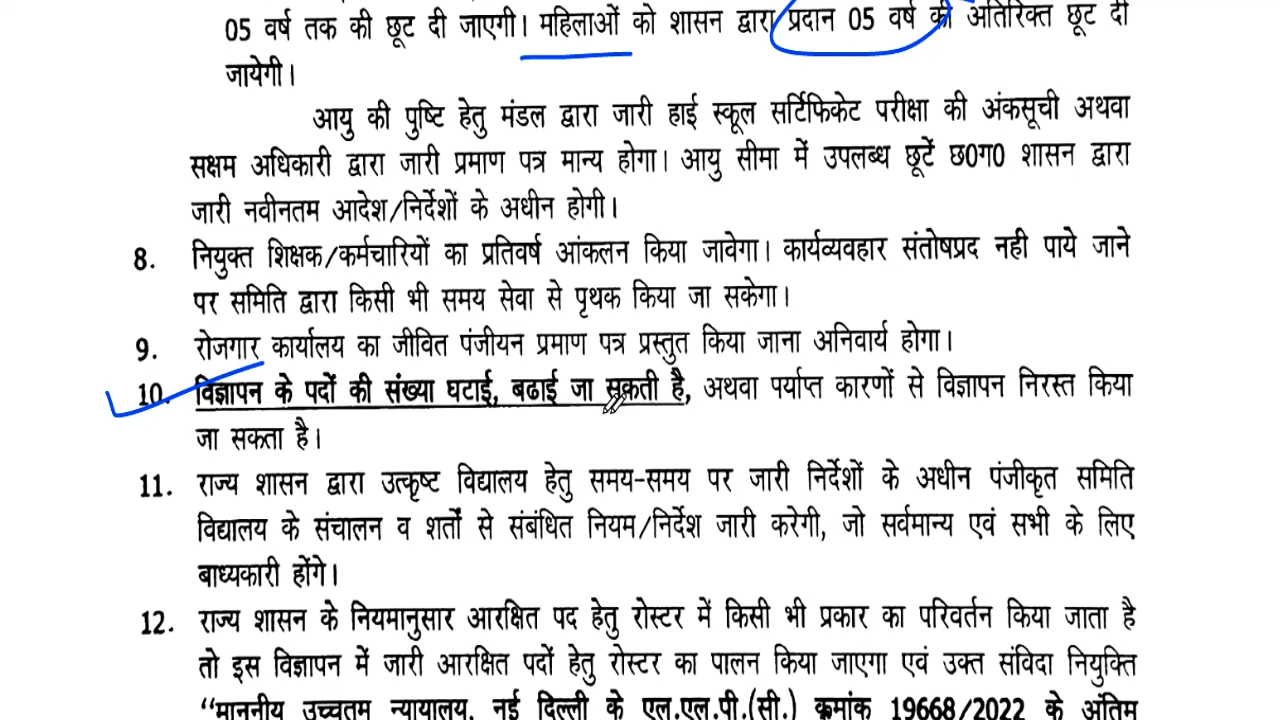 05 वर्ष तक की छूट दी जाएगी। महिलाओं को शासन द्वारा प्रदान 05 वर्ष की अतिरिक्त छूट दी
जायेगी।
आयु की पुष्टि हेतु मंडल द्वारा जारी हाई स्कूल सर्टिफिकेट परीक्षा की अंकसूची अथवा
सक्षम अधिकारी द्वारा जारी प्रमाण पत्र मान्य होगा। आयु सीमा में उपलब्ध छूटें छ0ग0 शासन द्वारा
जारी नवीनतम आदेश/निर्देशों के अधीन होगी।
8. नियुक्त शिक्षक/कर्मचारियों का प्रतिवर्ष आंकलन किया जावेगा। कार्यव्यवहार संतोषप्रद नही पाये जाने
पर समिति द्वारा किसी भी समय सेवा से पृथक किया जा सकेगा।
9. रोजगार कार्यालय का जीवित पंजीयन प्रमाण पत्र प्रस्तुत किया जाना अनिवार्य होगा।
10. विज्ञापन के पदों की संख्या घटाई, बढाई जा सकती है, अथवा पर्याप्त कारणों से विज्ञापन निरस्त किया
जा सकता है।
11. राज्य शासन द्वारा उत्कृष्ट विद्यालय हेतु समय-समय पर जारी निर्देशों के अधीन पंजीकृत समिति
विद्यालय के संचालन व शर्तों से संबंधित नियम/निर्देश जारी करेगी, जो सर्वमान्य एवं सभी के लिए
बाध्यकारी होंगे।
12. राज्य शासन के नियमानुसार आरक्षित पद हेतु रोस्टर में किसी भी प्रकार का परिवर्तन किया जाता है
तो इस विज्ञापन में जारी आरक्षित पदों हेतु रोस्टर का पालन किया जाएगा एवं उक्त संविदा नियुक्ति
“माननीय उच्चतम न्यायालय, नई दिल्ली के एल.एल.पी.(सी.) क्रमांक 19668/2022 के अंतिम